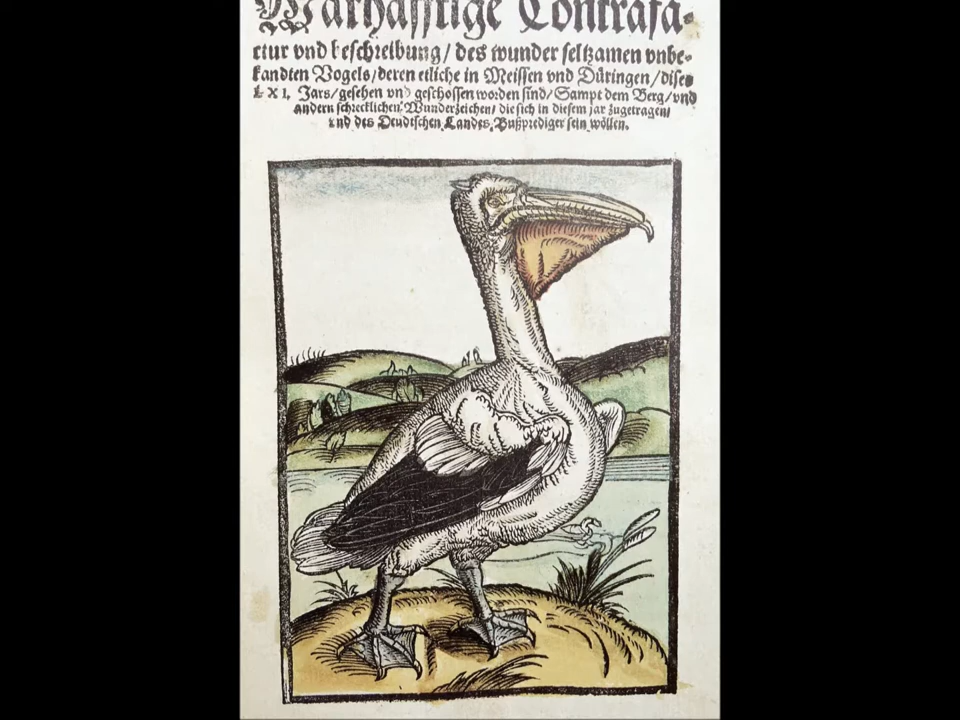 Warhafftige Contrafa-
ctur vnd beschreibung / des wunder seltzamen vnbe-
kandten Vogels / deren etliche in Meissen vnd Düringen / dises
LXI. Jars / gesehen vnd geschossen worden sind / Sampt dem Berg / vnd
andern schrecklichen Wunderzeichen / die sich in diesem jar zugetragen /
vnd des Deudschen Landes, Bußprediger sein wöllen.